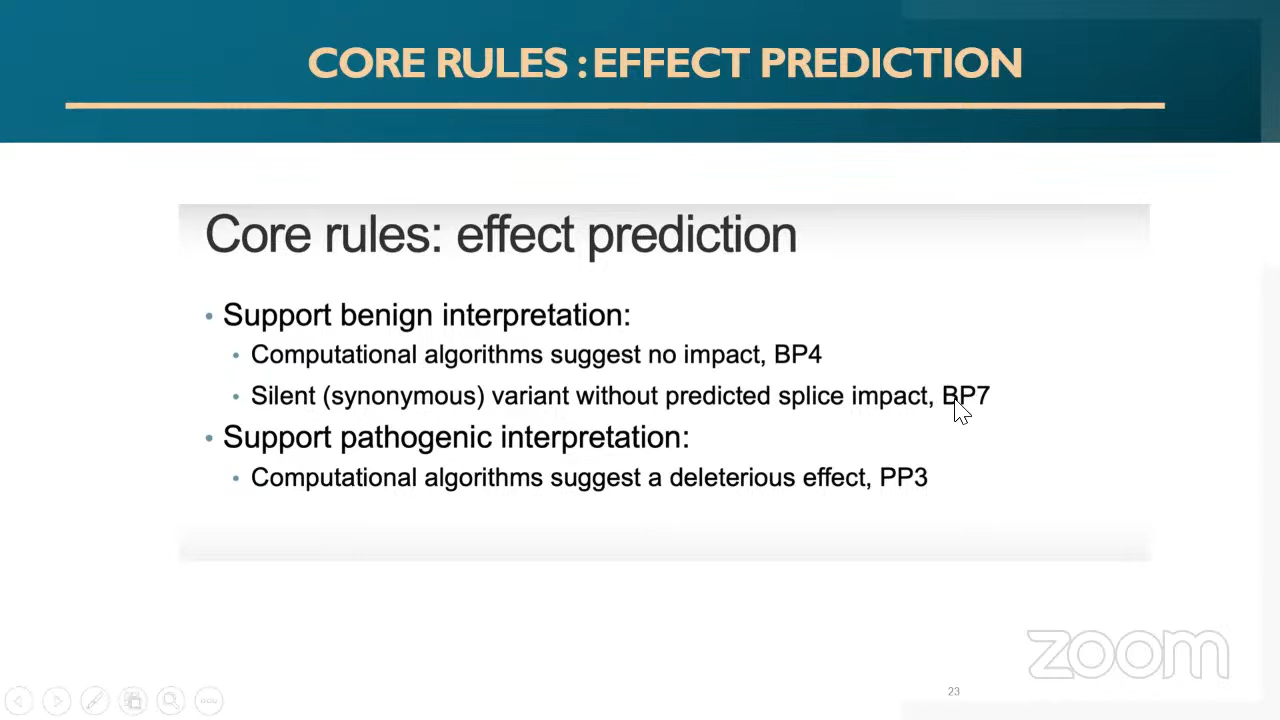 CORE RULES : EFFECT PREDICTION
Core rules: effect prediction
• Support benign interpretation:
• Computational algorithms suggest no impact, BP4
• Silent (synonymous) variant without predicted splice impact, BP7
• Support pathogenic interpretation:
• Computational algorithms suggest a deleterious effect, PP3
zoom
23